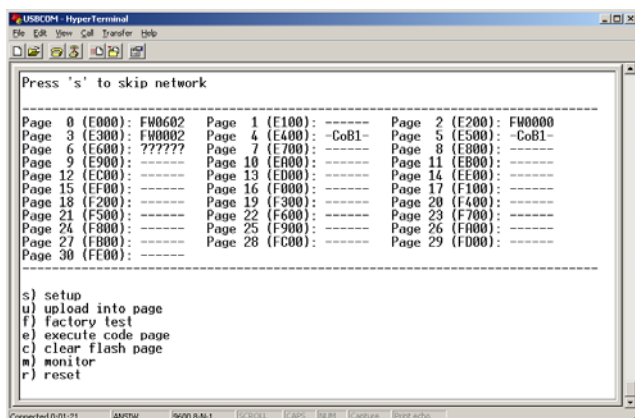 USBCOM - HyperTerminal
File Edit View Call Transfer Help
Press 's' to skip network
------------------------------------------------------------------------------
Page 0 (E000): FW0602 Page 1 (E100): ------ Page 2 (E200): FW0000
Page 3 (E300): FW0002 Page 4 (E400): -CoB1- Page 5 (E500): -CoB1-
Page 6 (E600): ?????? Page 7 (E700): ------ Page 8 (E800): ------
Page 9 (E900): ------ Page 10 (EA00): ------ Page 11 (EB00): ------
Page 12 (EC00): ------ Page 13 (ED00): ------ Page 14 (EE00): ------
Page 15 (EF00): ------ Page 16 (F000): ------ Page 17 (F100): ------
Page 18 (F200): ------ Page 19 (F300): ------ Page 20 (F400): ------
Page 21 (F500): ------ Page 22 (F600): ------ Page 23 (F700): ------
Page 24 (F800): ------ Page 25 (F900): ------ Page 26 (FA00): ------
Page 27 (FB00): ------ Page 28 (FC00): ------ Page 29 (FD00): ------
Page 30 (FE00): ------
------------------------------------------------------------------------------
s) setup
u) upload into page
f) factory test
e) execute code page
c) clear flash page
m) monitor
r) reset
Connected 0:01:21 ANSIW 9600 8-N-1 SCROLL CAPS NUM Capture Print echo